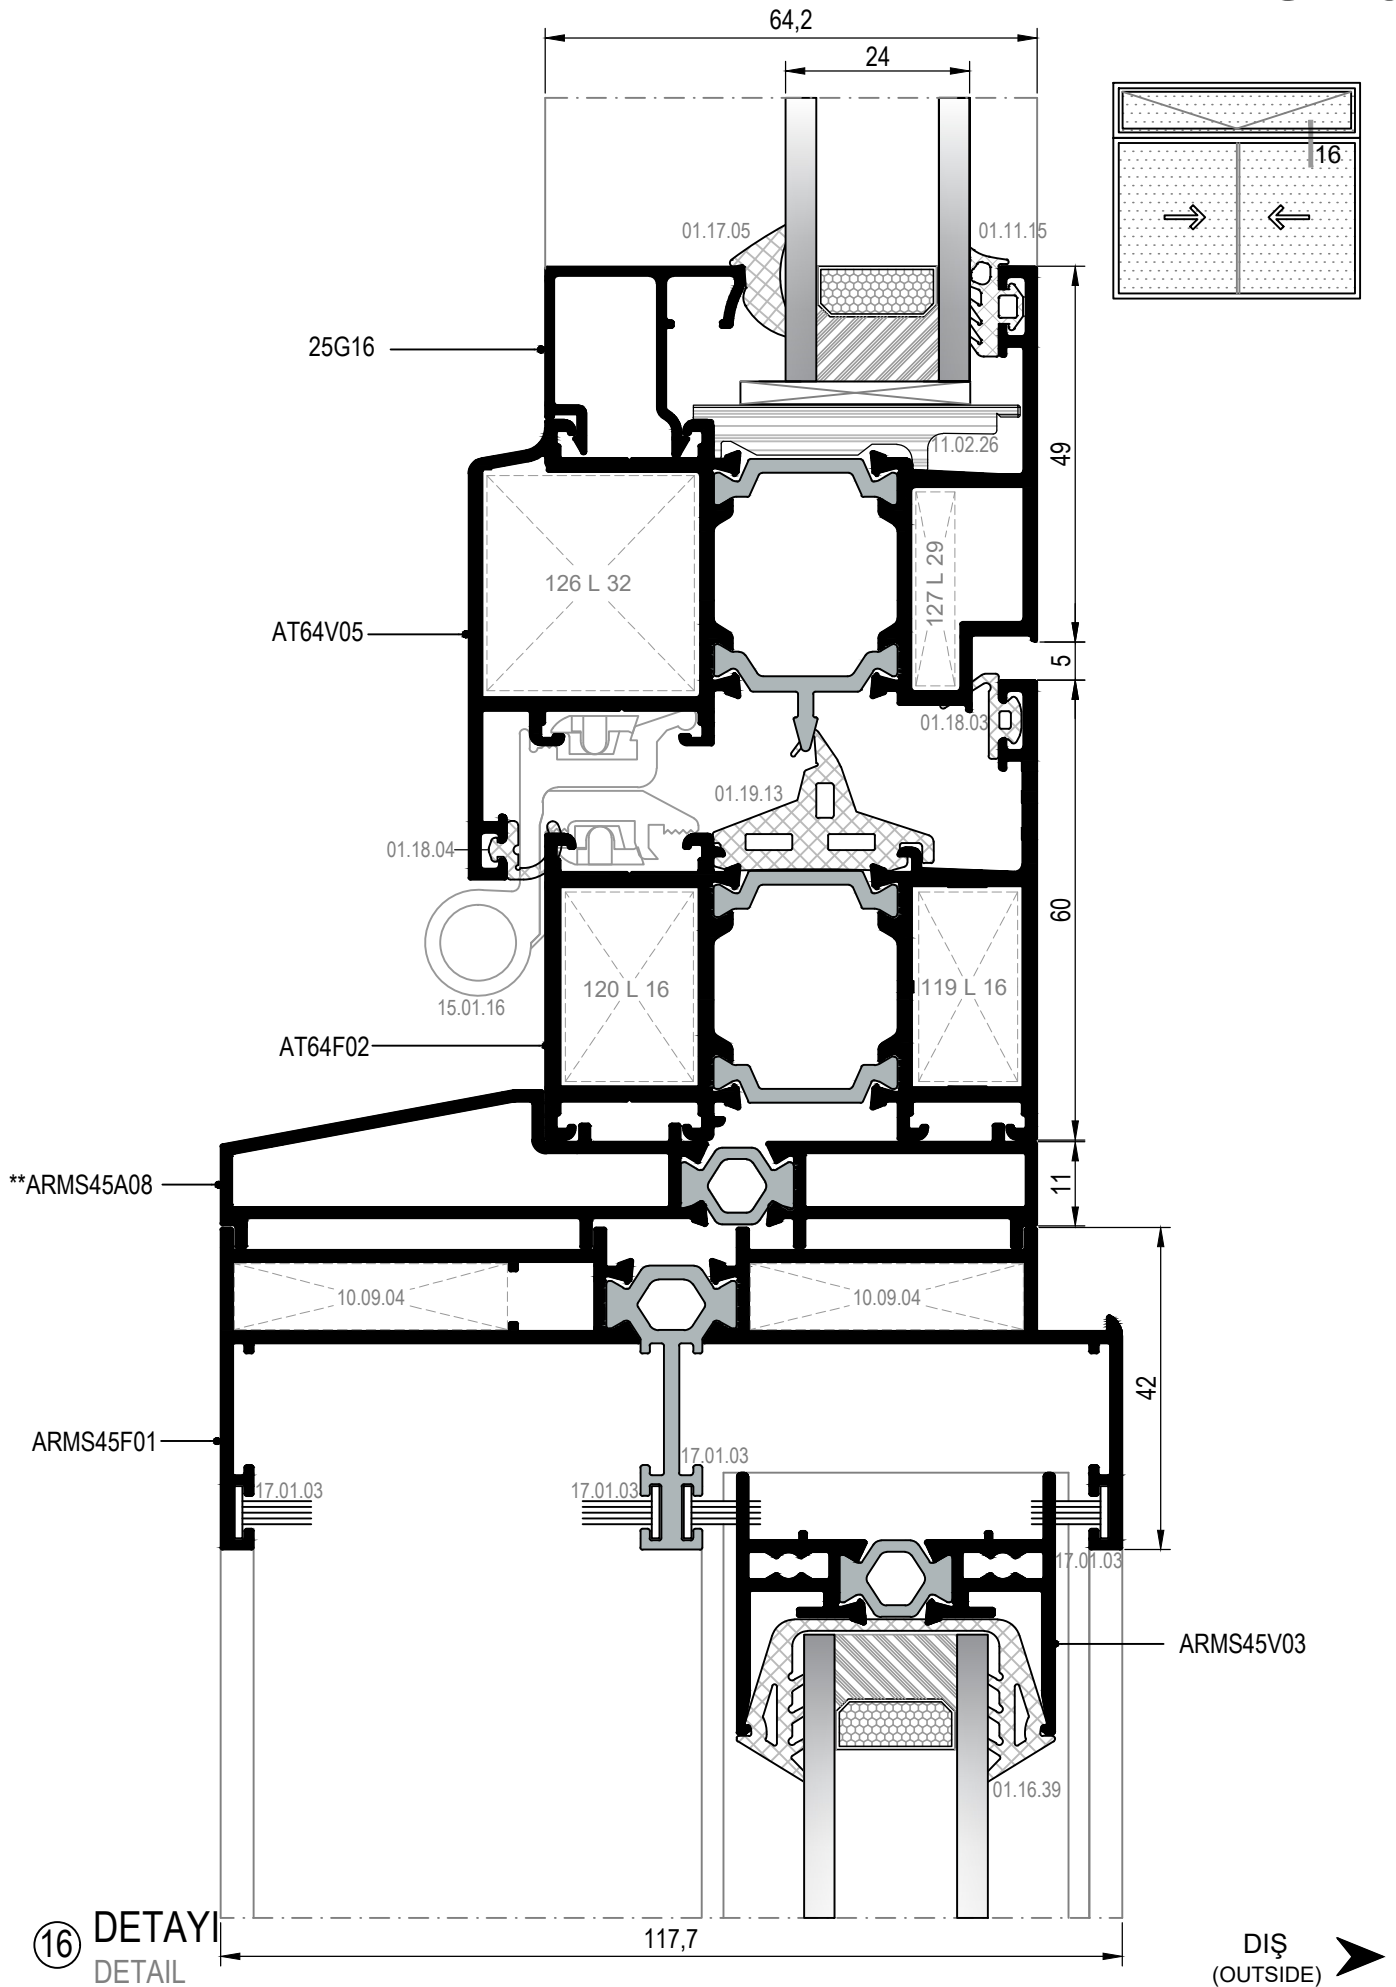 64,2
24
16
01.17.05
01.11.15
25G16
11.02.26
49
126 L 32
127 L 29
AT64V05
5
01.18.03
01.19.13
01.18.04
60
120 L 16
119 L 16
15.01.16
AT64F02
**ARMS45A08
11
10.09.04
10.09.04
42
ARMS45F01
17.01.03
17.01.03
17.01.03
17.01.03
ARMS45V03
01.16.39
16 DETAYI
DETAIL
117,7
DIŞ
(OUTSIDE)